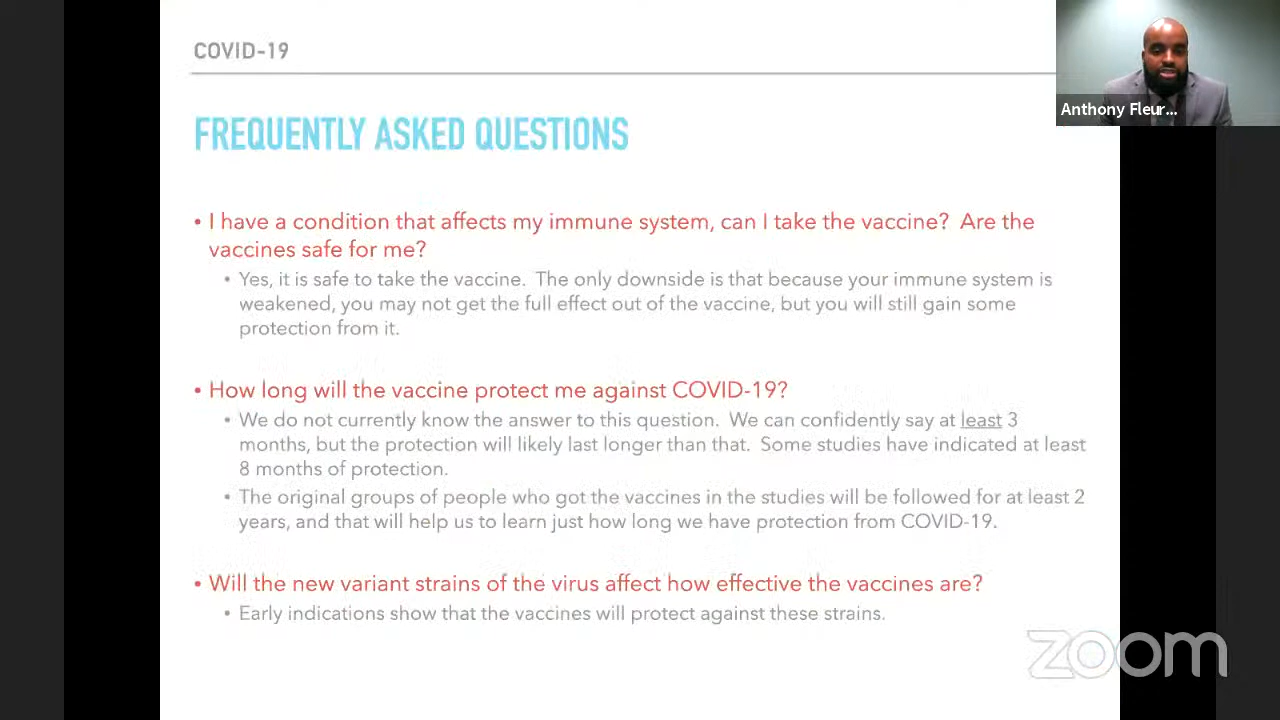 COVID-19
FREQUENTLY ASKED QUESTIONS
• I have a condition that affects my immune system, can I take the vaccine? Are the
vaccines safe for me?
• Yes, it is safe to take the vaccine. The only downside is that because your immune system is
weakened, you may not get the full effect out of the vaccine, but you will still gain some
protection from it.
• How long will the vaccine protect me against COVID-19?
• We do not currently know the answer to this question. We can confidently say at least 3
months, but the protection will likely last longer than that. Some studies have indicated at least
8 months of protection.
• The original groups of people who got the vaccines in the studies will be followed for at least 2
years, and that will help us to learn just how long we have protection from COVID-19.
• Will the new variant strains of the virus affect how effective the vaccines are?
• Early indications show that the vaccines will protect against these strains.
Anthony Fleur...
zoom